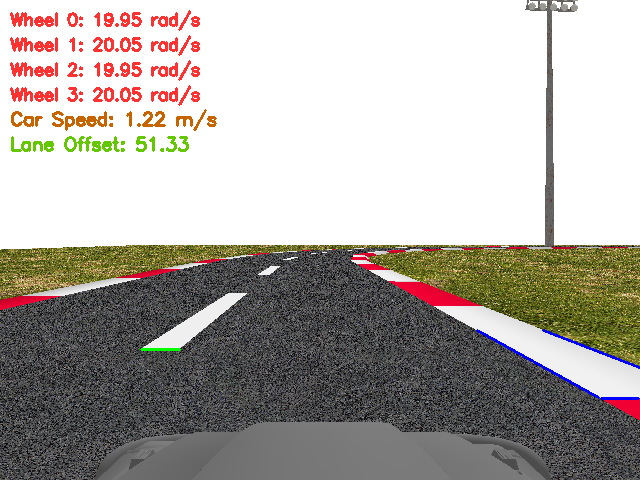 Wheel 0: 19.95 rad/s
Wheel 1: 20.05 rad/s
Wheel 2: 19.95 rad/s
Wheel 3: 20.05 rad/s
Car Speed: 1.22 m/s
Lane Offset: 51.33